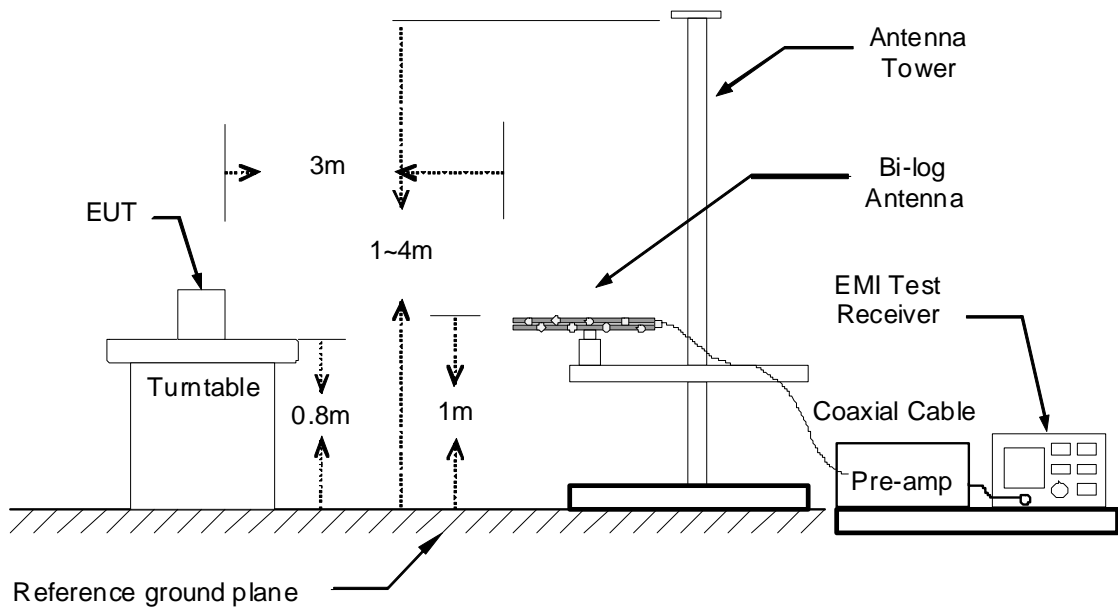 Antenna
Tower
3m
Bi-log
Antenna
EUT
1~4m
EMI Test
Receiver
Turntable
0.8m
1m
Coaxial Cable
Pre-amp
Reference ground plane